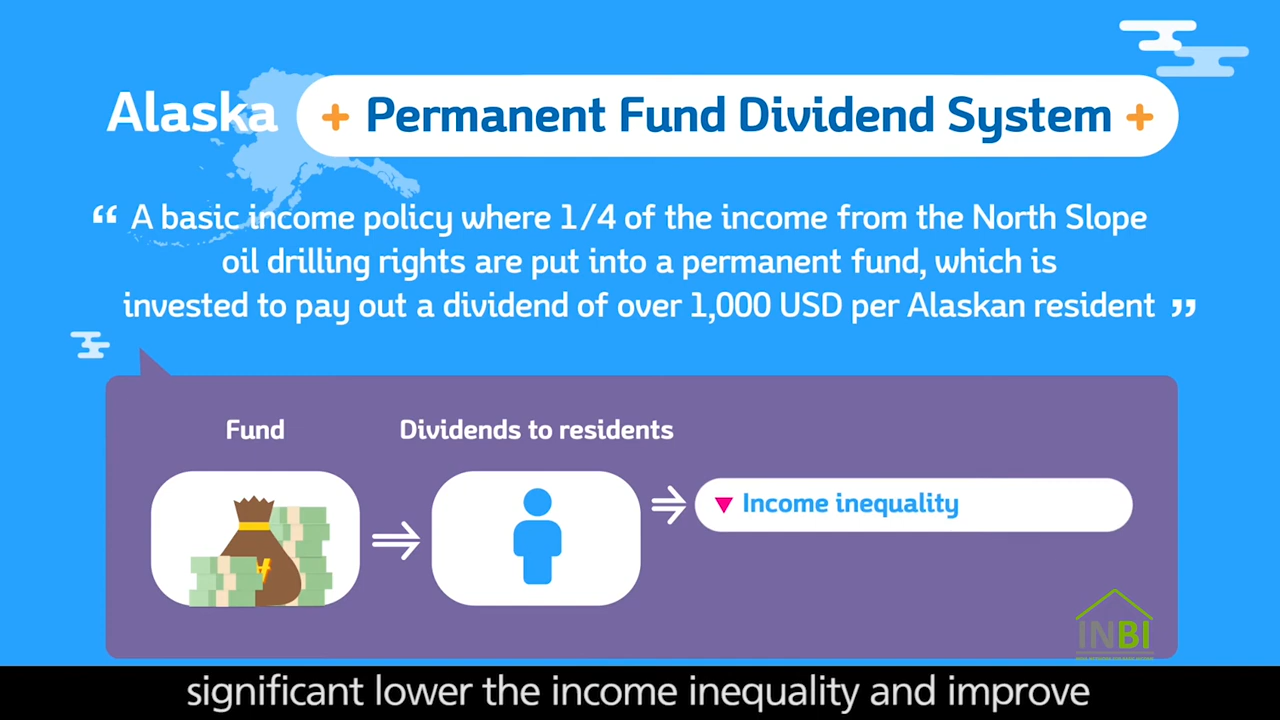 Alaska + Permanent Fund Dividend System +
“ A basic income policy where 1/4 of the income from the North Slope
oil drilling rights are put into a permanent fund, which is
invested to pay out a dividend of over 1,000 USD per Alaskan resident ”
Fund
Dividends to residents
▼ Income inequality
INBI
significant lower the income inequality and improve